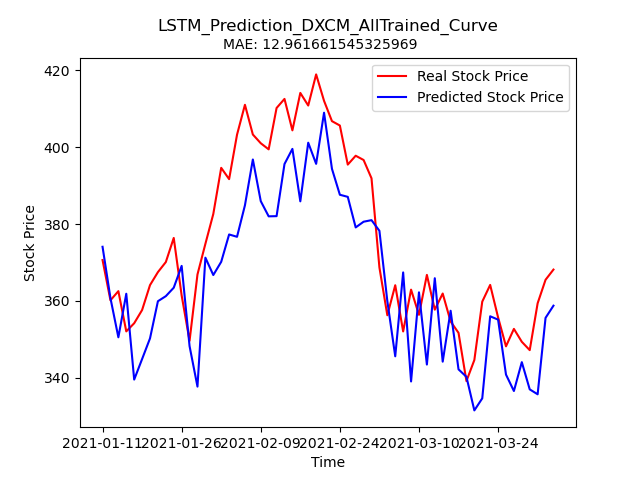 LSTM_Prediction_DXCM_AllTrained_Curve
MAE: 12.961661545325969
Real Stock Price
Predicted Stock Price
Stock Price
420
400
380
360
340
2021-01-11 2021-01-26 2021-02-09 2021-02-24 2021-03-10 2021-03-24
Time